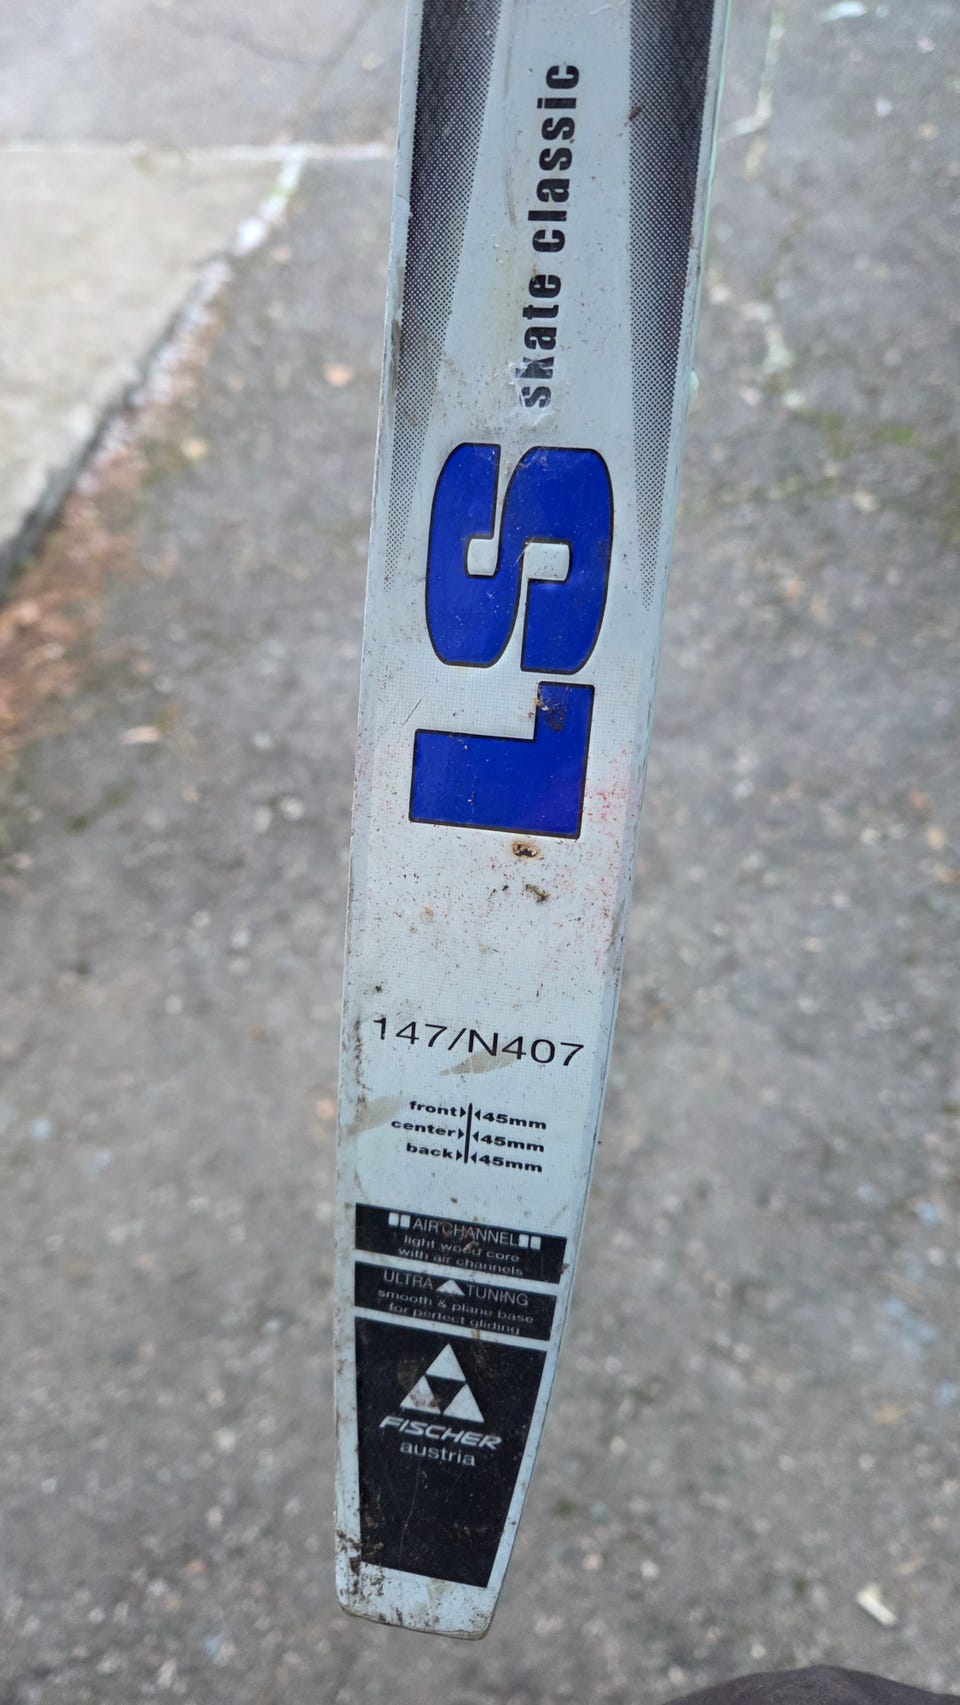 skate classic
LS
147/N407
front 45mm
center 45mm
back 45mm
AIR CHANNEL
light wood core
with air channels
ULTRA TUNING
smooth & plane base
for perfect gliding
FISCHER
austria